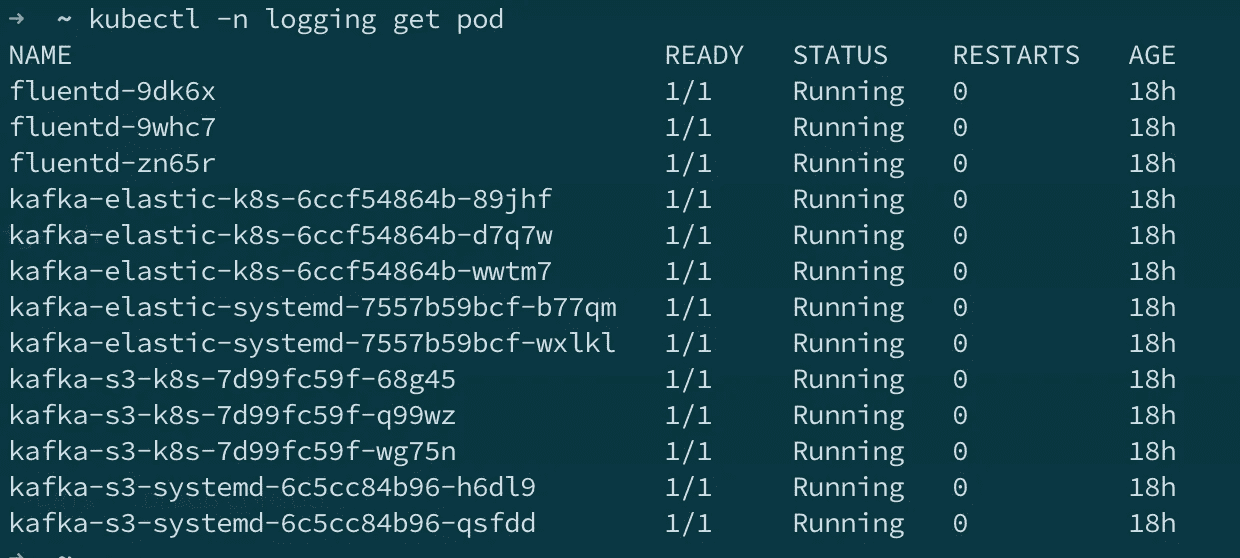 →  ~ kubectl -n logging get pod
NAME READY STATUS RESTARTS AGE
fluentd-9dk6x 1/1 Running 0 18h
fluentd-9whc7 1/1 Running 0 18h
fluentd-zn65r 1/1 Running 0 18h
kafka-elastic-k8s-6ccf54864b-89jhf 1/1 Running 0 18h
kafka-elastic-k8s-6ccf54864b-d7q7w 1/1 Running 0 18h
kafka-elastic-k8s-6ccf54864b-wwtm7 1/1 Running 0 18h
kafka-elastic-systemd-7557b59bcf-b77qm 1/1 Running 0 18h
kafka-elastic-systemd-7557b59bcf-wxlkl 1/1 Running 0 18h
kafka-s3-k8s-7d99fc59f-68g45 1/1 Running 0 18h
kafka-s3-k8s-7d99fc59f-q99wz 1/1 Running 0 18h
kafka-s3-k8s-7d99fc59f-wg75n 1/1 Running 0 18h
kafka-s3-systemd-6c5cc84b96-h6dl9 1/1 Running 0 18h
kafka-s3-systemd-6c5cc84b96-qsfdd 1/1 Running 0 18h
→  ~